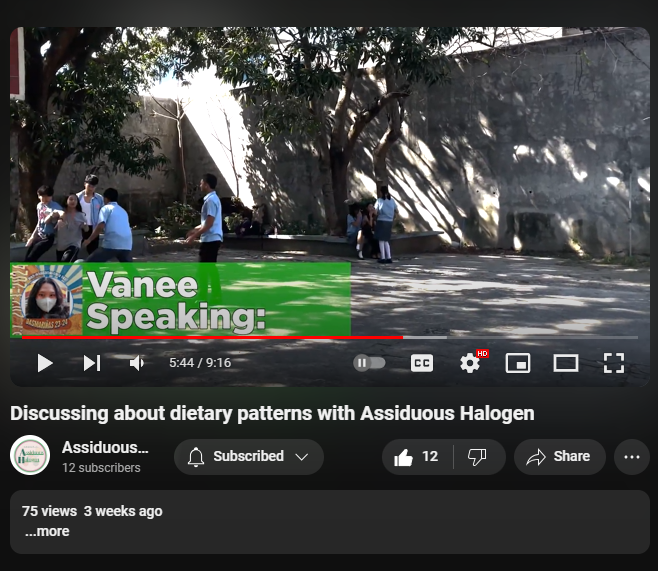 Vanee
Speaking:
5:44 / 9:16
CC
HD
Discussing about dietary patterns with Assiduous Halogen
Assiduous...
12 subscribers
Subscribed
12
Share
75 views 3 weeks ago
...more